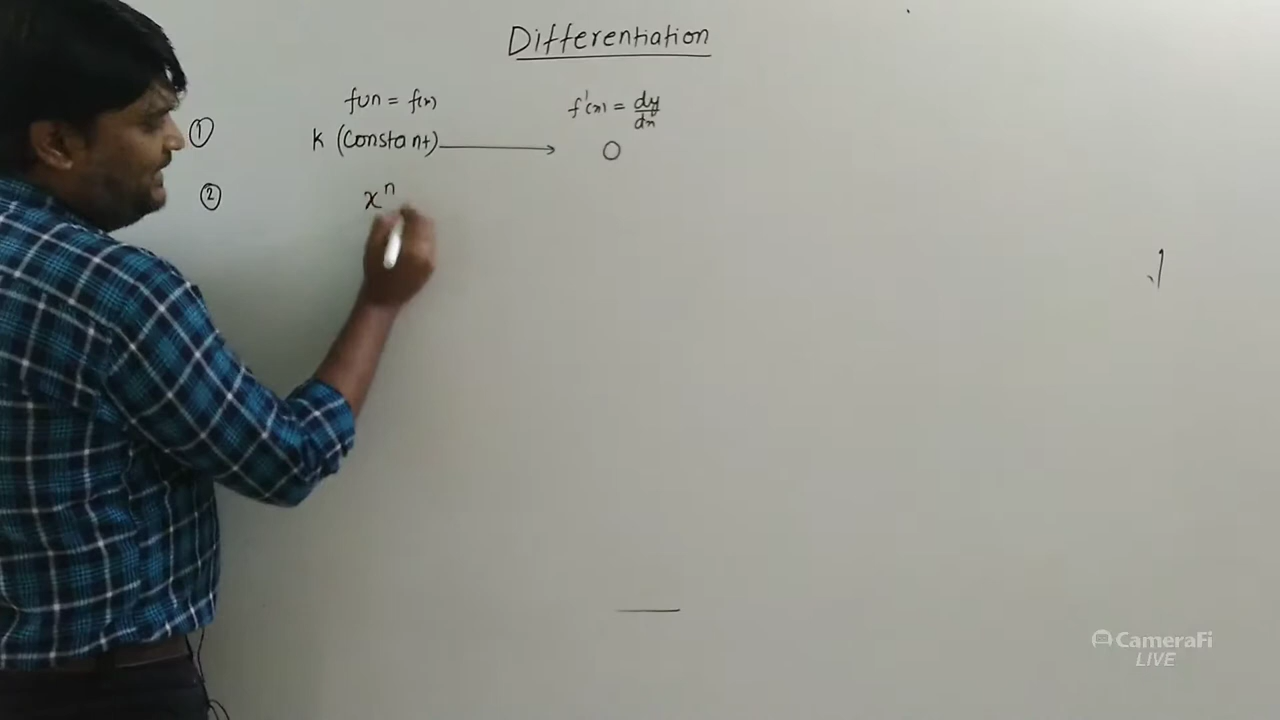 Differentiation
fun = f(x) f'(x) = dy/dx
① K (Constant) → 0
② xⁿ
CameraFi
LIVE